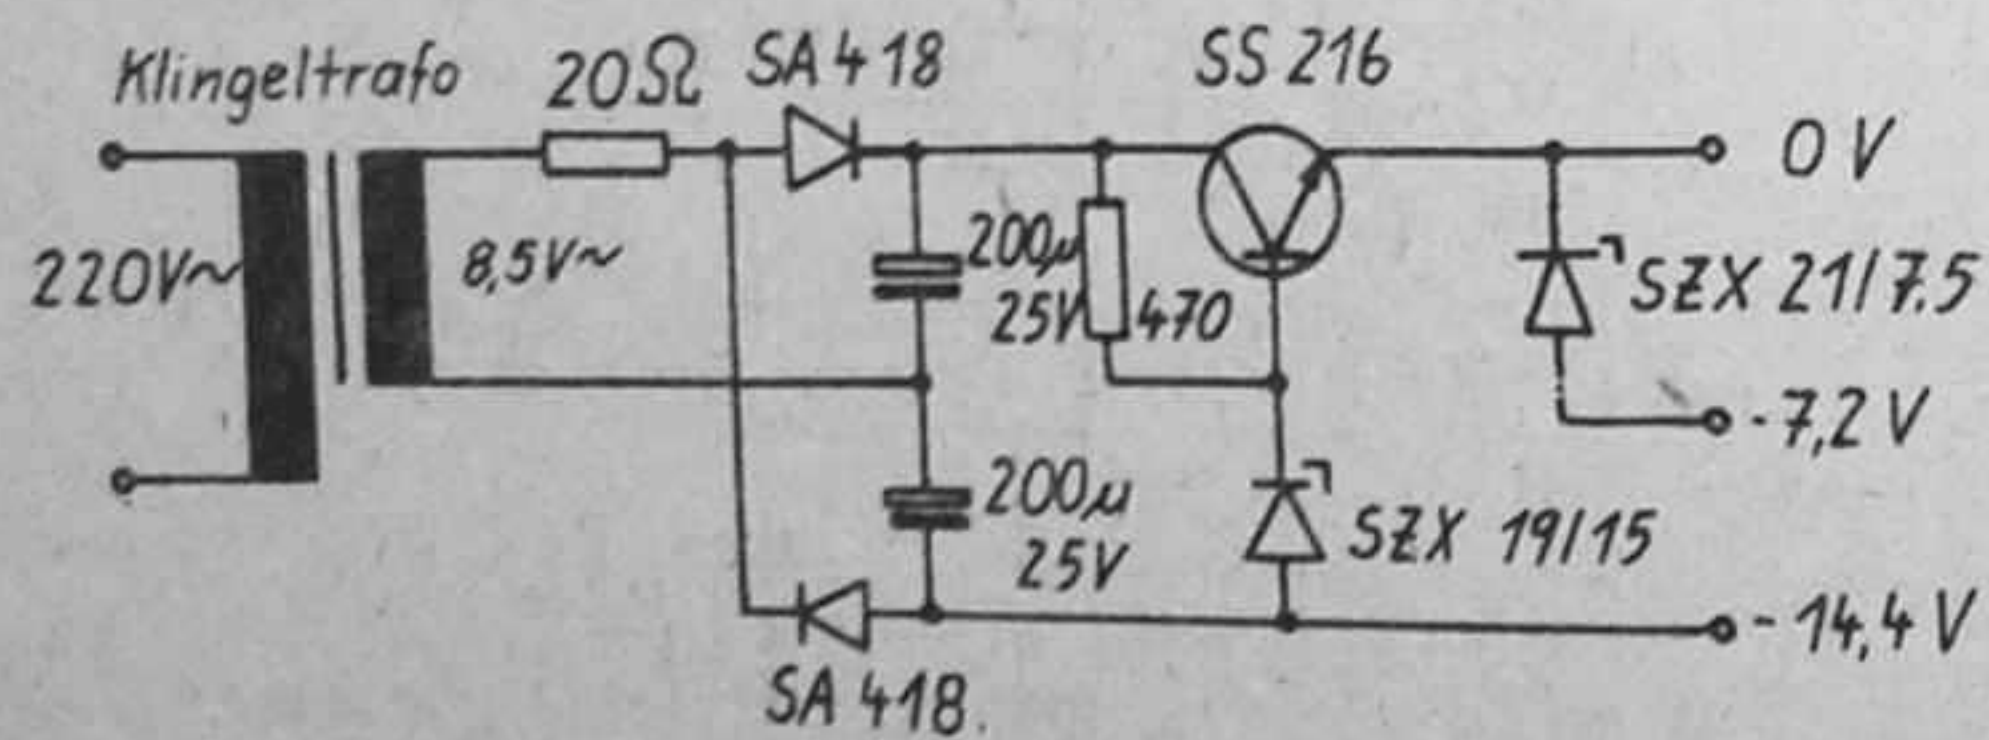 Klingeltrafo
20Ω
SA 418
SS 216
0 V
220V~
8,5V~
200µ
25V
470
SZX 21/7.5
-7,2 V
200µ
25V
SZX 19/15
-14,4 V
SA 418.